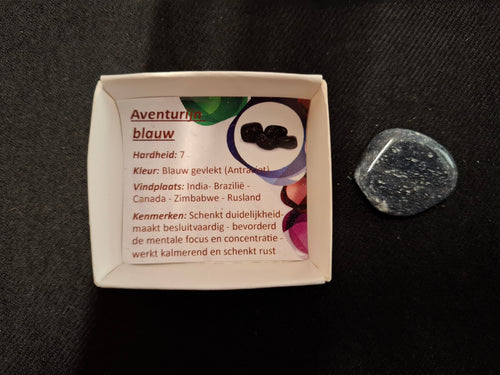 Aventurijn
blauw
Hardheid: 7
Kleur: Blauw gevlekt (Antraciet)
Vindplaats: India- Brazilië -
Canada - Zimbabwe - Rusland
Kenmerken: Schenkt duidelijkheid-
maakt besluitvaardig - bevorderd
de mentale focus en concentratie -
werkt kalmerend en schenkt rust